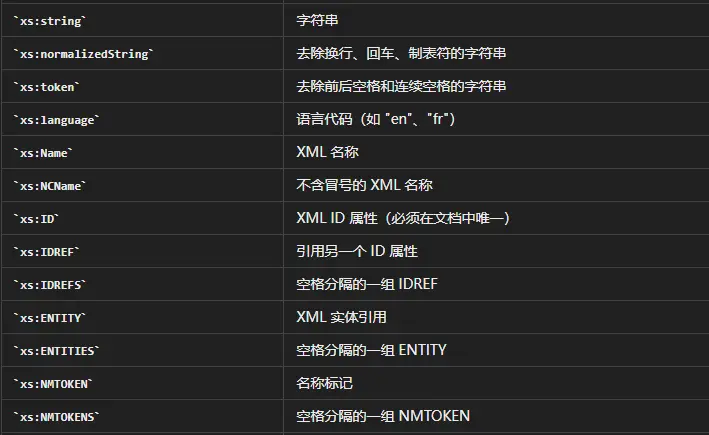 `xs:string` 字符串
`xs:normalizedString` 去除换行、回车、制表符的字符串
`xs:token` 去除前后空格和连续空格的字符串
`xs:language` 语言代码（如 "en"、"fr"）
`xs:Name` XML 名称
`xs:NCName` 不含冒号的 XML 名称
`xs:ID` XML ID 属性（必须在文档中唯一）
`xs:IDREF` 引用另一个 ID 属性
`xs:IDREFS` 空格分隔的一组 IDREF
`xs:ENTITY` XML 实体引用
`xs:ENTITIES` 空格分隔的一组 ENTITY
`xs:NMTOKEN` 名称标记
`xs:NMTOKENS` 空格分隔的一组 NMTOKEN